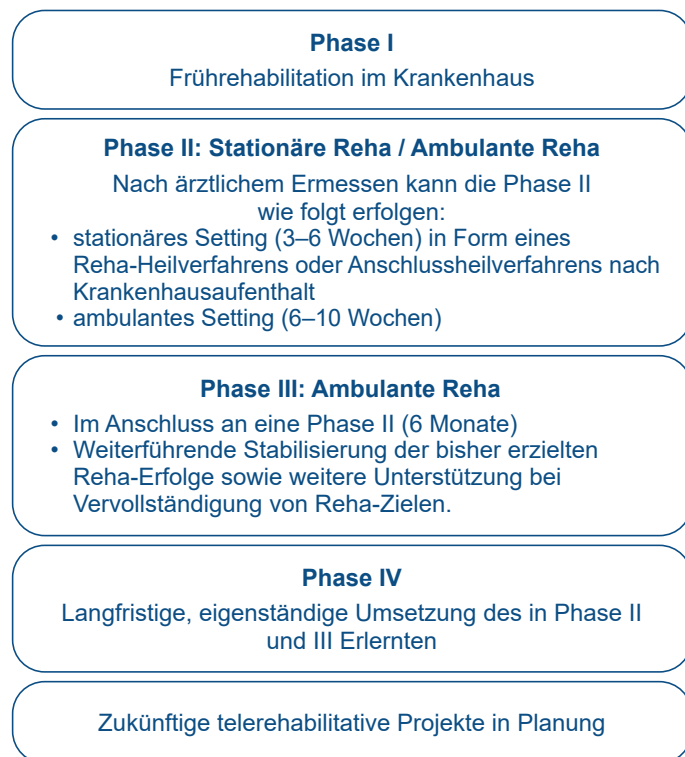 Phase I
Frührehabilitation im Krankenhaus
Phase II: Stationäre Reha / Ambulante Reha
Nach ärztlichem Ermessen kann die Phase II
wie folgt erfolgen:
• stationäres Setting (3–6 Wochen) in Form eines
Reha-Heilverfahrens oder Anschlussheilverfahrens nach
Krankenhausaufenthalt
• ambulantes Setting (6–10 Wochen)
Phase III: Ambulante Reha
• Im Anschluss an eine Phase II (6 Monate)
• Weiterführende Stabilisierung der bisher erzielten
Reha-Erfolge sowie weitere Unterstützung bei
Vervollständigung von Reha-Zielen.
Phase IV
Langfristige, eigenständige Umsetzung des in Phase II
und III Erlernten
Zukünftige telerehabilitative Projekte in Planung